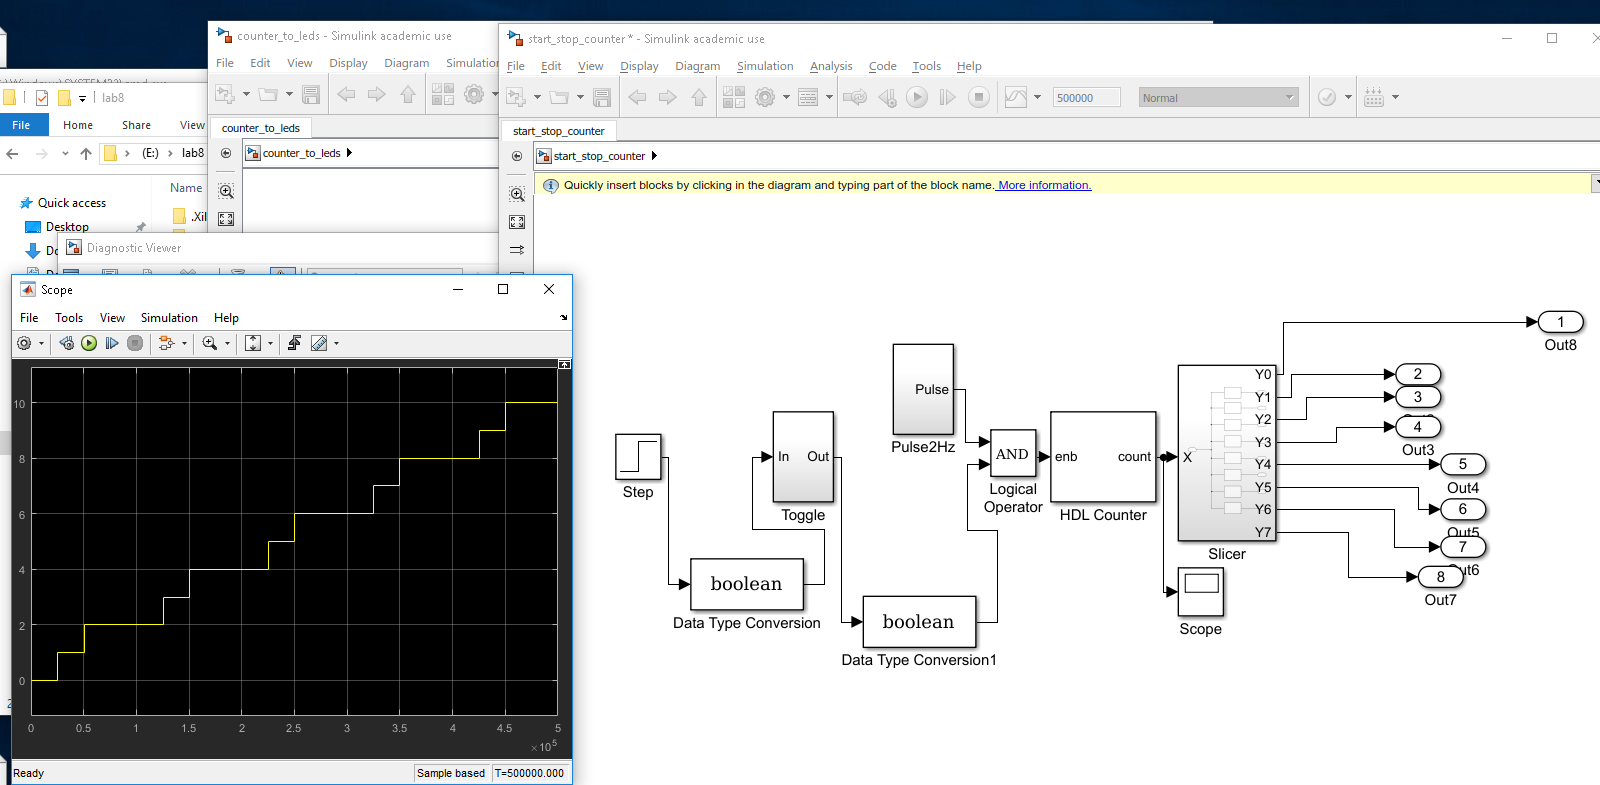 counter_to_leds - Simulink academic use
File Edit View Display Diagram Simulation
counter_to_leds
counter_to_leds
start_stop_counter * - Simulink academic use
File Edit View Display Diagram Simulation Analysis Code Tools Help
500000 Normal
start_stop_counter
start_stop_counter
Quickly insert blocks by clicking in the diagram and typing part of the block name. More information.
lab8
File Home Share View
(E:) lab8
Name
Quick access
.Xil
Desktop
Diagnostic Viewer
Scope
File Tools View Simulation Help
10
8
6
4
2
0
0 0.5 1 1.5 2 2.5 3 3.5 4 4.5 5
×10^5
Ready Sample based T=500000.000
Step
boolean
Data Type Conversion
In Out
Toggle
boolean
Data Type Conversion1
Pulse
Pulse2Hz
AND
Logical
Operator
enb count
HDL Counter
X
Y0
Y1
Y2
Y3
Y4
Y5
Y6
Y7
Slicer
Scope
1
Out8
2
3
4
Out3
5
Out4
6
Out5
7
8
Out7